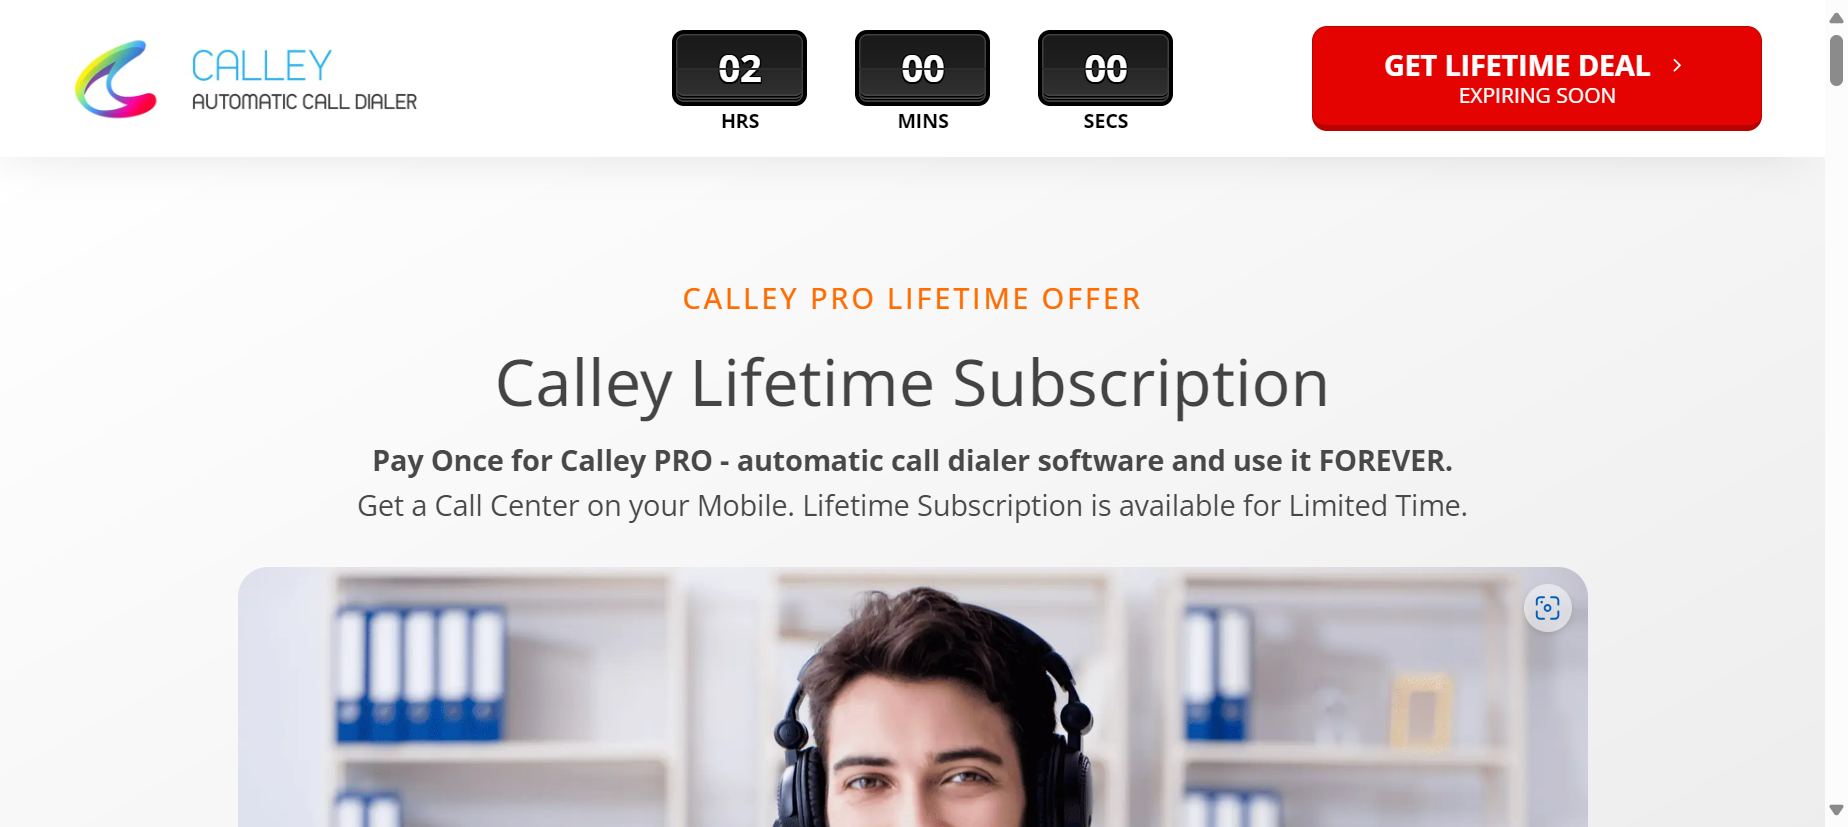 CALLEY
AUTOMATIC CALL DIALER
02
HRS
00
MINS
00
SECS
GET LIFETIME DEAL
EXPIRING SOON
CALLEY PRO LIFETIME OFFER
Calley Lifetime Subscription
Pay Once for Calley PRO - automatic call dialer software and use it FOREVER.
Get a Call Center on your Mobile. Lifetime Subscription is available for Limited Time.